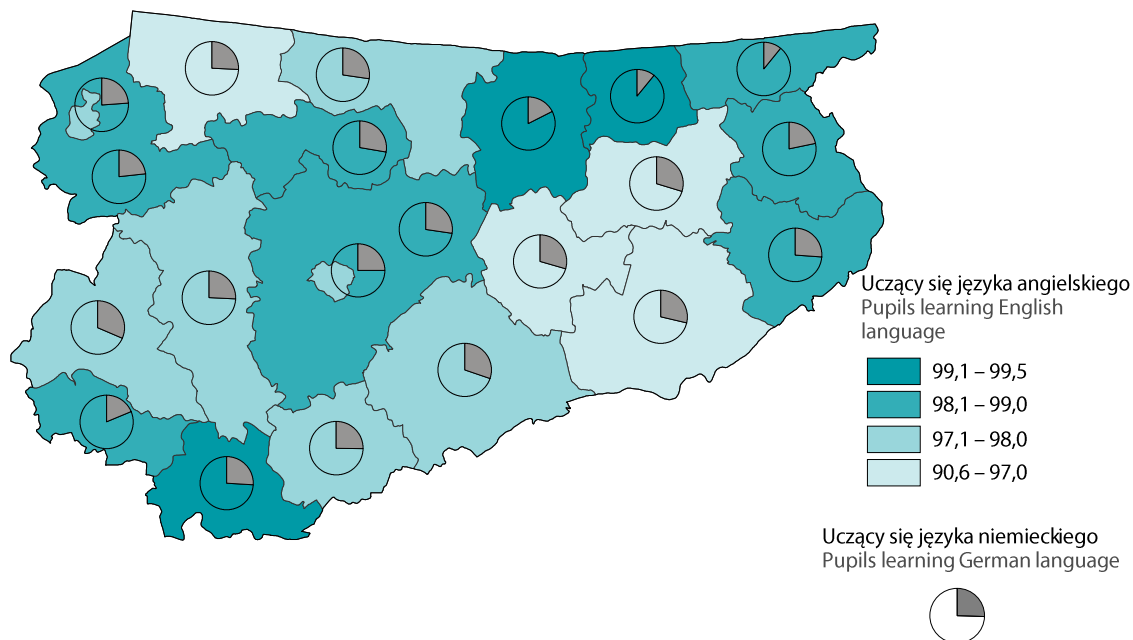 Uczący się języka angielskiego
Pupils learning English
language
99,1 – 99,5
98,1 – 99,0
97,1 – 98,0
90,6 – 97,0
Uczący się języka niemieckiego
Pupils learning German language